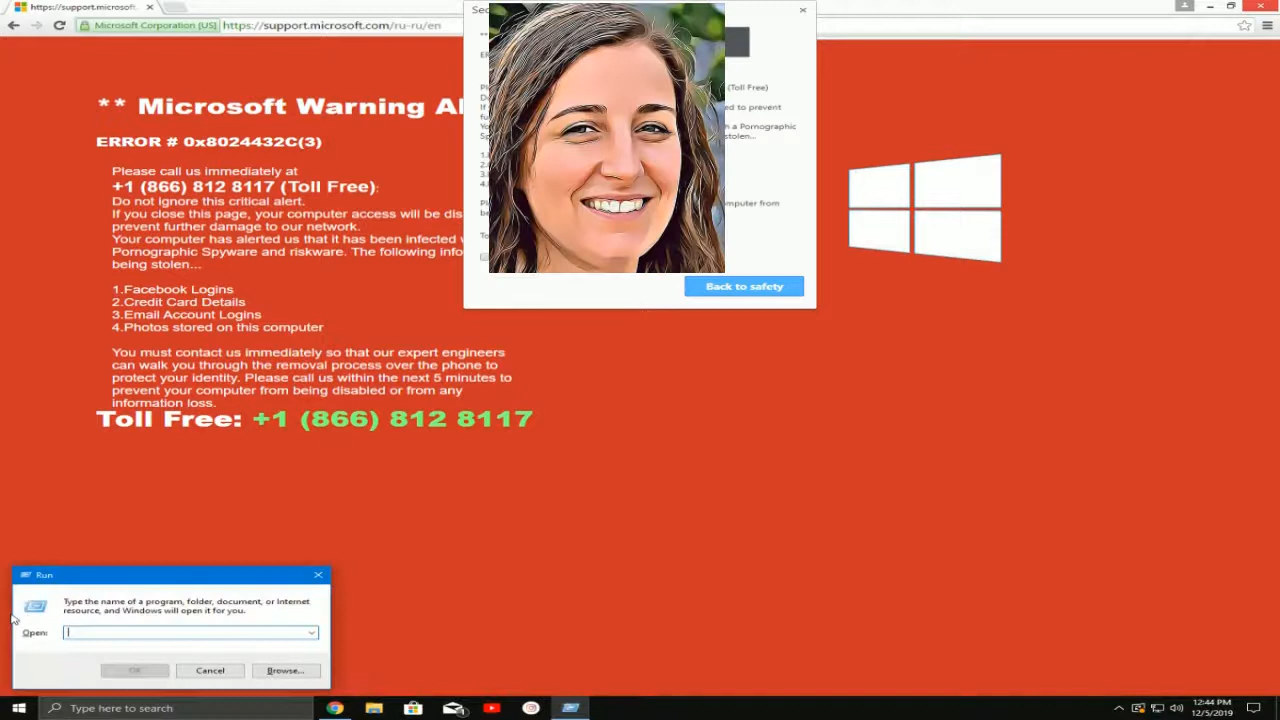 https://support.microsoft.c
Microsoft Corporation [US]
https://support.microsoft.com/ru-ru/en
** Microsoft Warning Al
ERROR # 0x8024432C(3)
Please call us immediately at
+1 (866) 812 8117 (Toll Free):
Do not ignore this critical alert.
If you close this page, your computer access will be dis
prevent further damage to our network.
Your computer has alerted us that it has been infected
Pornographic Spyware and riskware. The following info
being stolen...
1.Facebook Logins
2.Credit Card Details
3.Email Account Logins
4.Photos stored on this computer
You must contact us immediately so that our expert engineers
can walk you through the removal process over the phone to
protect your identity. Please call us within the next 5 minutes to
prevent your computer from being disabled or from any
information loss.
Toll Free: +1 (866) 812 8117
(Toll Free)
ed to prevent
h a Pornographic
stolen...
mputer from
Back to safety
Run
Type the name of a program, folder, document, or Internet
resource, and Windows will open it for you.
Open:
OK
Cancel
Browse...
Type here to search
12:44 PM
12/5/2019